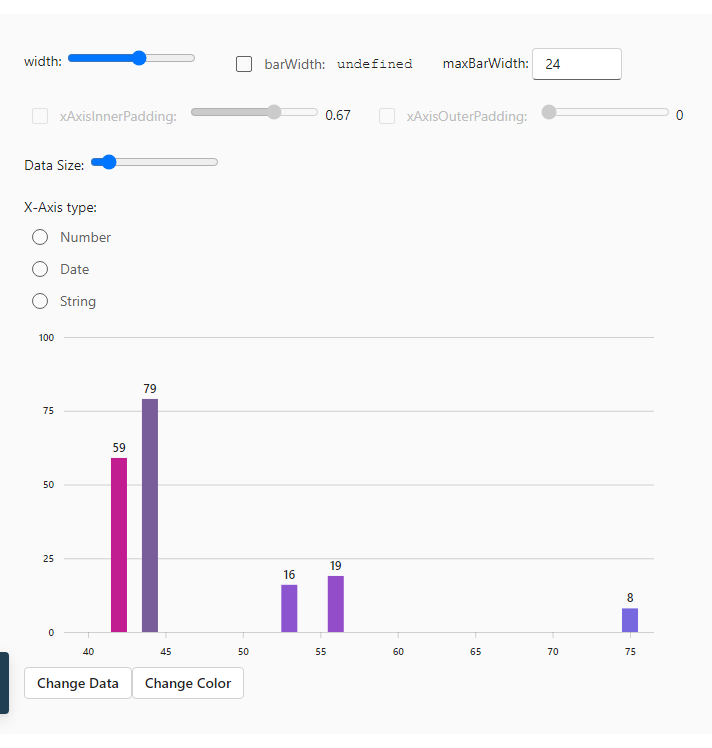 width: barWidth: undefined maxBarWidth: 24
xAxisInnerPadding: 0.67 xAxisOuterPadding: 0
Data Size:
X-Axis type:
Number
Date
String
100
79
75
59
50
25
19
16
8
0
40 45 50 55 60 65 70 75
Change Data Change Color